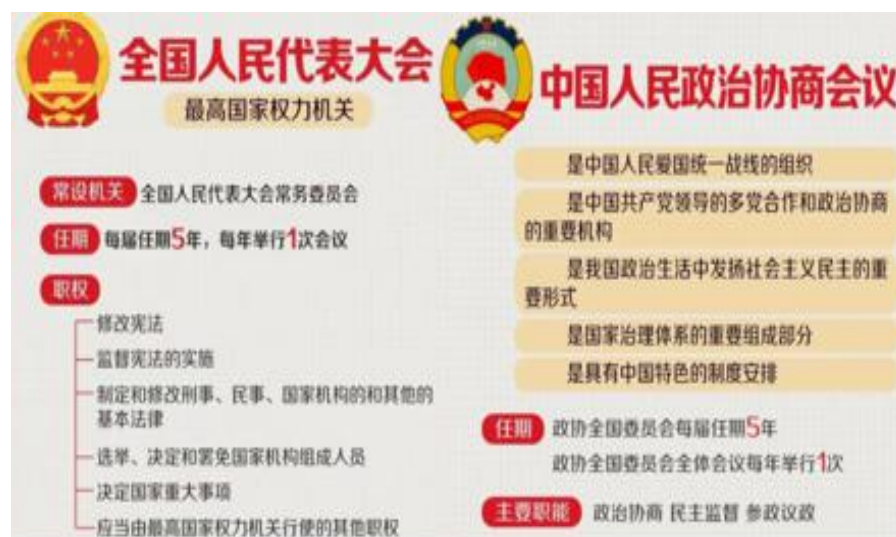 全国人民代表大会
最高国家权力机关
常设机关 全国人民代表大会常务委员会
任期 每届任期5年，每年举行1次会议
职权
修改宪法
监督宪法的实施
制定和修改刑事、民事、国家机构的和其他的
基本法律
选举、决定和罢免国家机构组成人员
决定国家重大事项
应当由最高国家权力机关行使的其他职权
中国人民政治协商会议
是中国人民爱国统一战线的组织
是中国共产党领导的多党合作和政治协商
的重要机构
是我国政治生活中发扬社会主义民主的重
要形式
是国家治理体系的重要组成部分
是具有中国特色的制度安排
任期 政协全国委员会每届任期5年
政协全国委员会全体会议每年举行1次
主要职能 政治协商 民主监督 参政议政